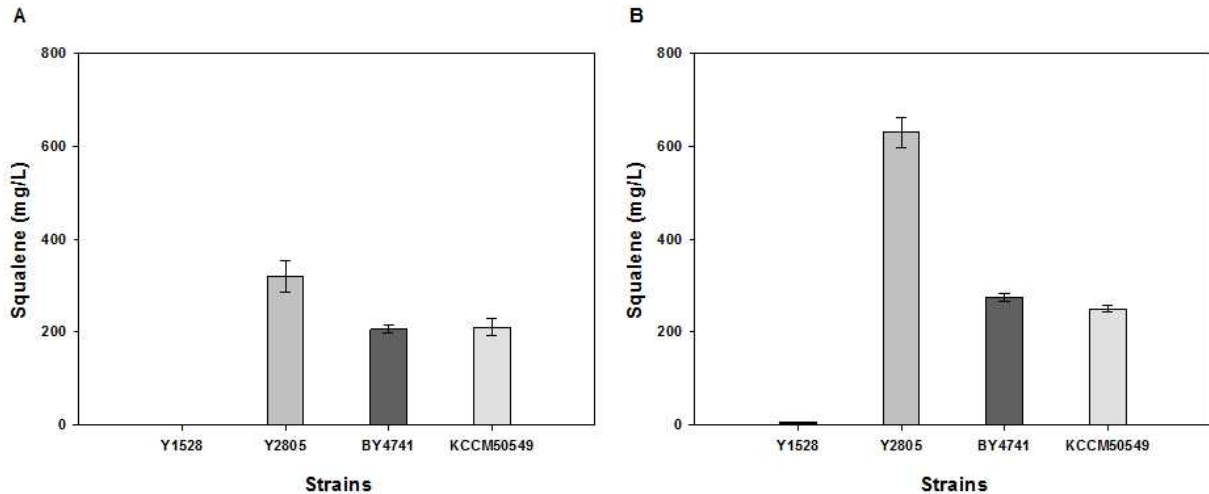 A
Squalene (mg/L)
800
600
400
200
0
Y1528 Y2805 BY4741 KCCM50549
Strains
B
Squalene (mg/L)
800
600
400
200
0
Y1528 Y2805 BY4741 KCCM50549
Strains